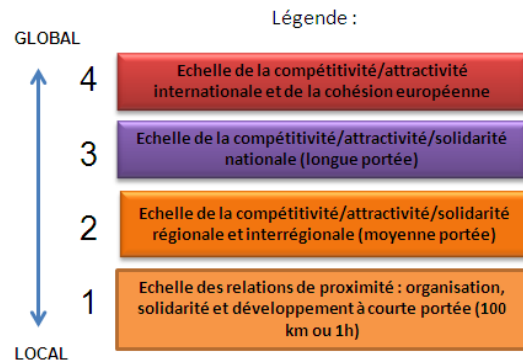 Légende :
GLOBAL
4
Echelle de la compétitivité/attractivité
internationale et de la cohésion européenne
3
Echelle de la compétitivité/attractivité/solidarité
nationale (longue portée)
2
Echelle de la compétitivité/attractivité/solidarité
régionale et interrégionale (moyenne portée)
1
Echelle des relations de proximité : organisation,
solidarité et développement à courte portée (100
km ou 1h)
LOCAL